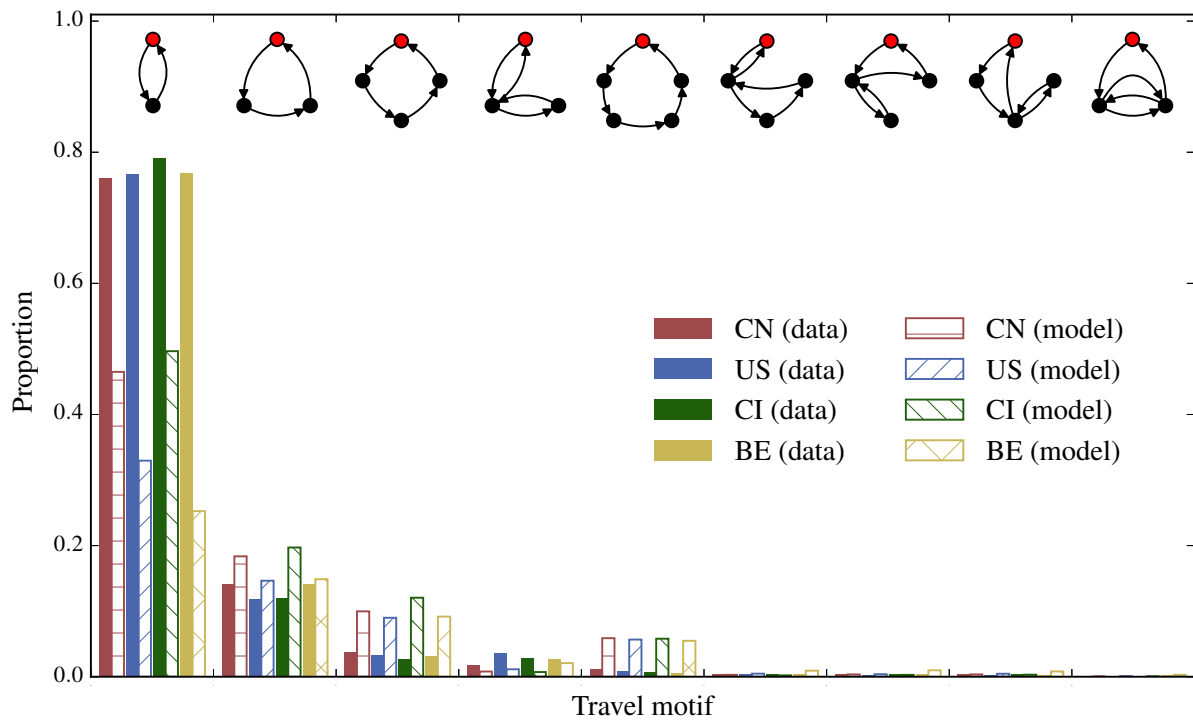 1.0
0.8
0.6
0.4
0.2
0.0
Proportion
CN (data)
CN (model)
US (data)
US (model)
CI (data)
CI (model)
BE (data)
BE (model)
Travel motif